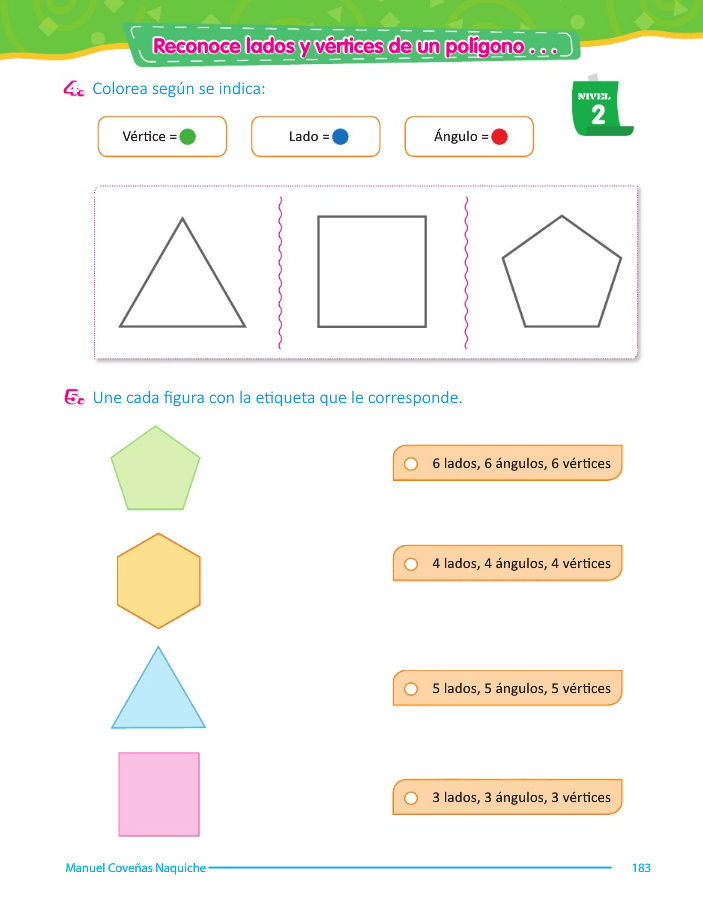 Reconoce lados y vértices de un polígono . . .
4. Colorea según se indica:
NIVEL
2
Vértice =
Lado =
Ángulo =
5. Une cada figura con la etiqueta que le corresponde.
6 lados, 6 ángulos, 6 vértices
4 lados, 4 ángulos, 4 vértices
5 lados, 5 ángulos, 5 vértices
3 lados, 3 ángulos, 3 vértices
Manuel Coveñas Naquiche
183